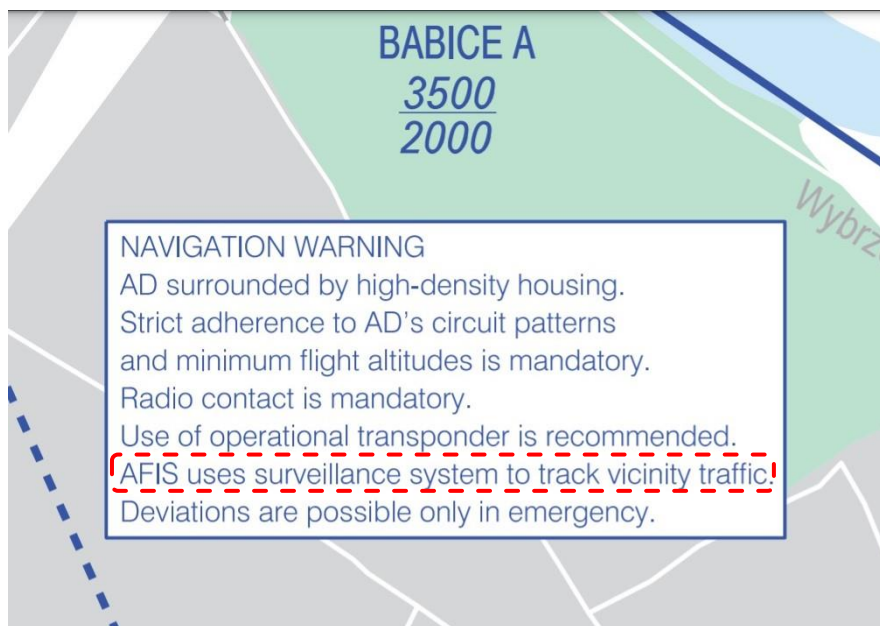 BABICE A
3500
2000
Wybrz
NAVIGATION WARNING
AD surrounded by high-density housing.
Strict adherence to AD's circuit patterns
and minimum flight altitudes is mandatory.
Radio contact is mandatory.
Use of operational transponder is recommended.
AFIS uses surveillance system to track vicinity traffic.
Deviations are possible only in emergency.